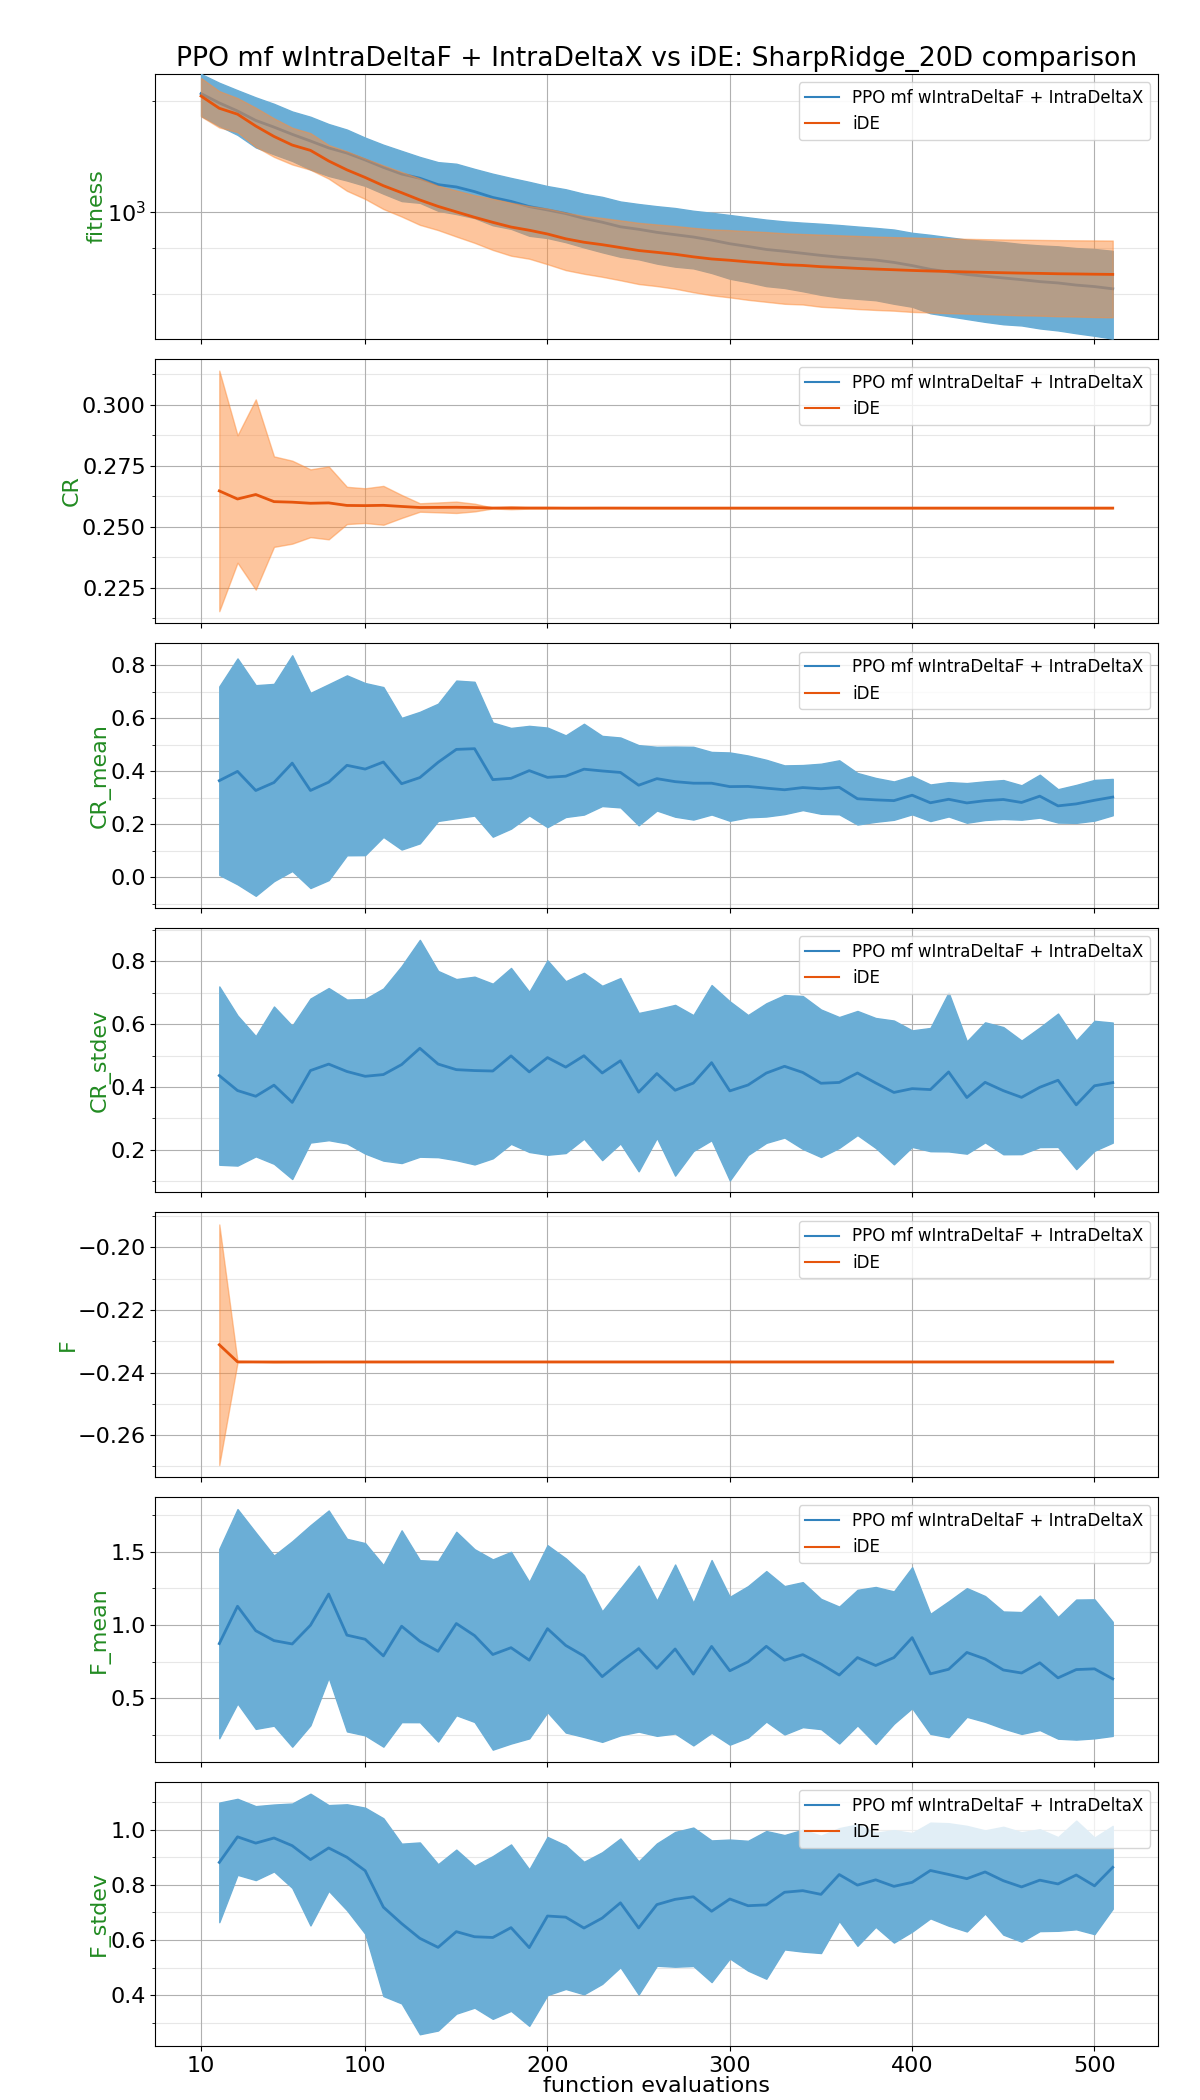 PPO mf wIntraDeltaF + IntraDeltaX vs iDE: SharpRidge_20D comparison
PPO mf wIntraDeltaF + IntraDeltaX
iDE
fitness
10³
PPO mf wIntraDeltaF + IntraDeltaX
iDE
CR
0.300
0.275
0.250
0.225
PPO mf wIntraDeltaF + IntraDeltaX
iDE
CR_mean
0.8
0.6
0.4
0.2
0.0
PPO mf wIntraDeltaF + IntraDeltaX
iDE
CR_stdev
0.8
0.6
0.4
0.2
PPO mf wIntraDeltaF + IntraDeltaX
iDE
F
−0.20
−0.22
−0.24
−0.26
PPO mf wIntraDeltaF + IntraDeltaX
iDE
F_mean
1.5
1.0
0.5
PPO mf wIntraDeltaF + IntraDeltaX
iDE
F_stdev
1.0
0.8
0.6
0.4
10 100 200 300 400 500
function evaluations